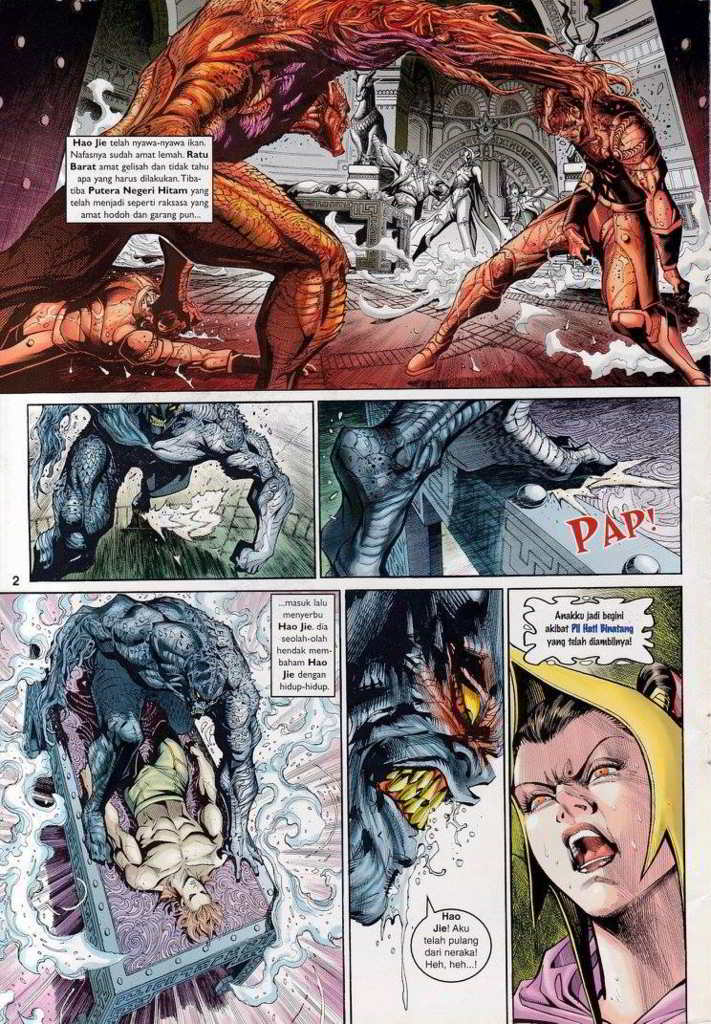 Hao Jie telah nyawa-nyawa ikan.
Nafasnya sudah amat lemah. Ratu
Barat amat gelisah dan tidak tahu
apa yang harus dilakukan. Tiba-
tiba Putera Negeri Hitam yang
telah menjadi seperti raksasa yang
amat hodoh dan garang pun...
PAP!
2
...masuk lalu
menyerbu
Hao Jie. dia
seolah-olah
hendak mem-
baham Hao
Jie dengan
hidup-hidup.
Hao
Jie! Aku
telah pulang
dari neraka!
Heh, heh...!
Anakku jadi begini
akibat Pil Hati Binatang
yang telah diambilnya!